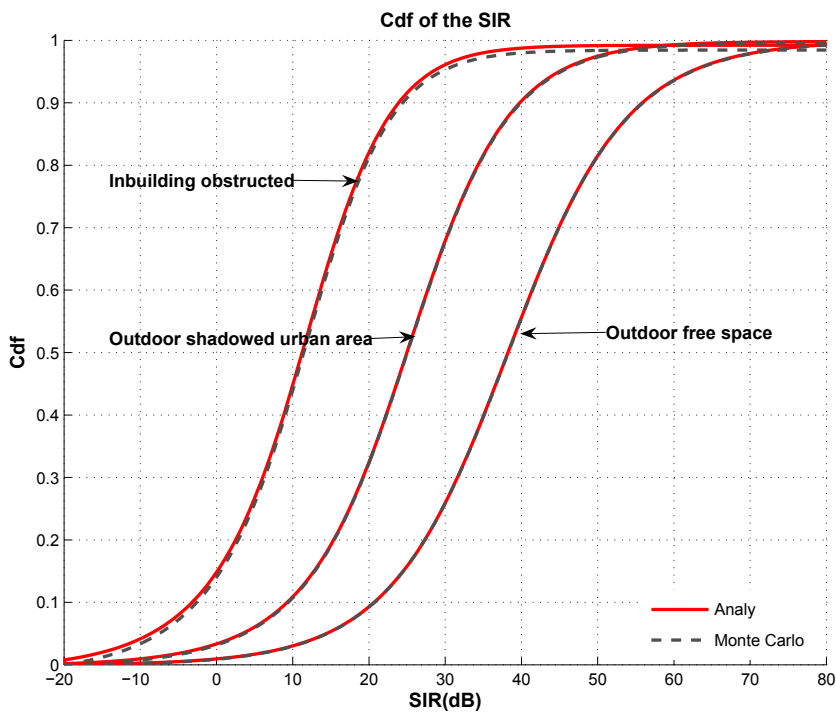 Cdf of the SIR
1
0.9
0.8
0.7
0.6
0.5
0.4
0.3
0.2
0.1
0
Cdf
Inbuilding obstructed
Outdoor shadowed urban area
Outdoor free space
Analy
Monte Carlo
−20 −10 0 10 20 30 40 50 60 70 80
SIR(dB)